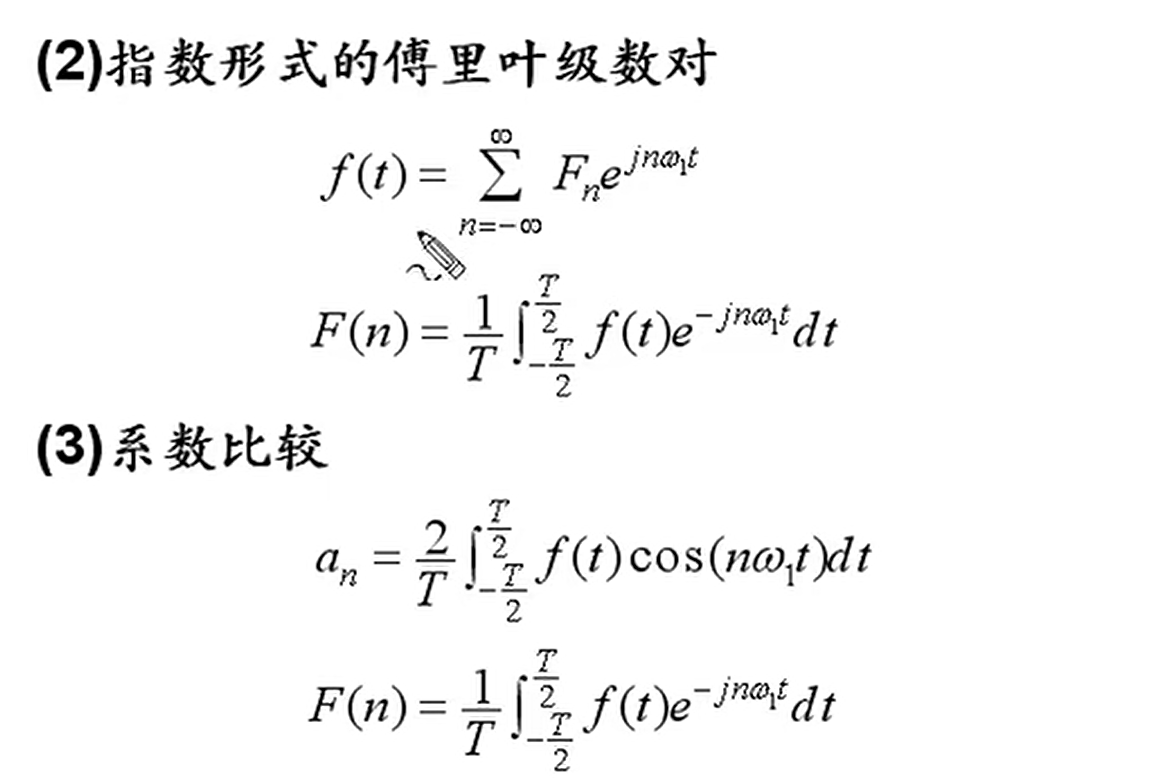 (2)指数形式的傅里叶级数对
f(t) = \sum_{n=-\infty}^{\infty} F_n e^{jn\omega_1 t}
F(n) = \frac{1}{T} \int_{-\frac{T}{2}}^{\frac{T}{2}} f(t) e^{-jn\omega_1 t} dt
(3)系数比较
a_n = \frac{2}{T} \int_{-\frac{T}{2}}^{\frac{T}{2}} f(t) \cos(n\omega_1 t) dt
F(n) = \frac{1}{T} \int_{-\frac{T}{2}}^{\frac{T}{2}} f(t) e^{-jn\omega_1 t} dt